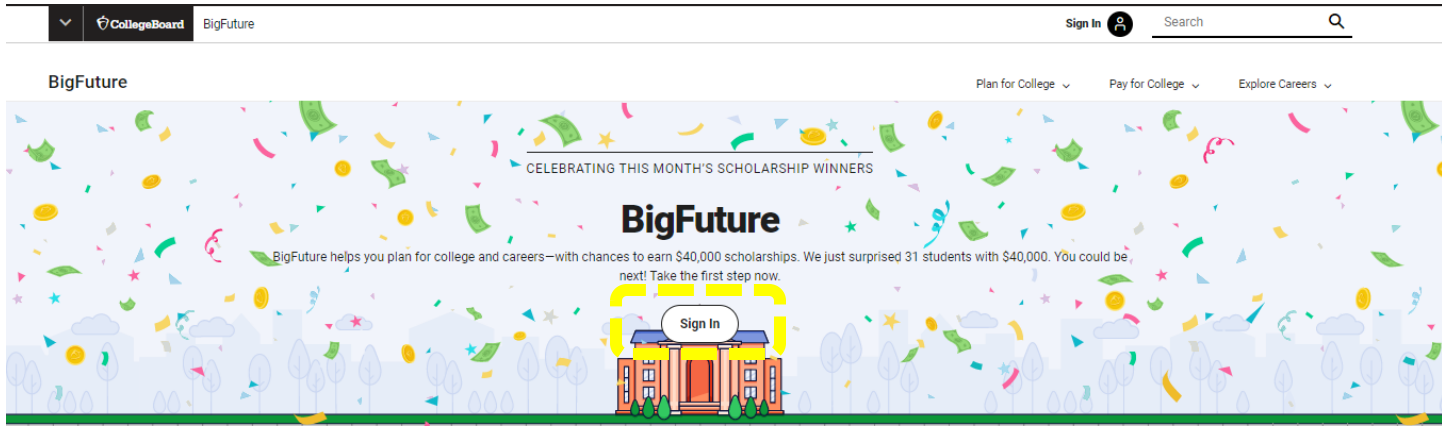 CollegeBoard BigFuture Sign In Search
BigFuture Plan for College Pay for College Explore Careers
CELEBRATING THIS MONTH'S SCHOLARSHIP WINNERS
BigFuture
BigFuture helps you plan for college and careers—with chances to earn $40,000 scholarships. We just surprised 31 students with $40,000. You could be
next! Take the first step now.
Sign In